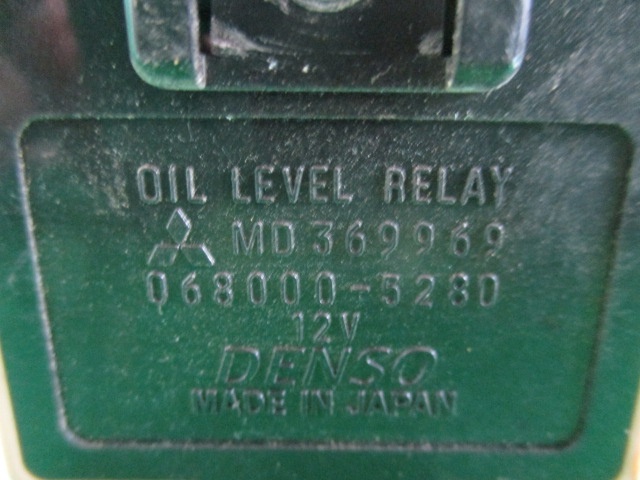 OIL LEVEL RELAY
MD369969
068000-5280
12V
DENSO
MADE IN JAPAN